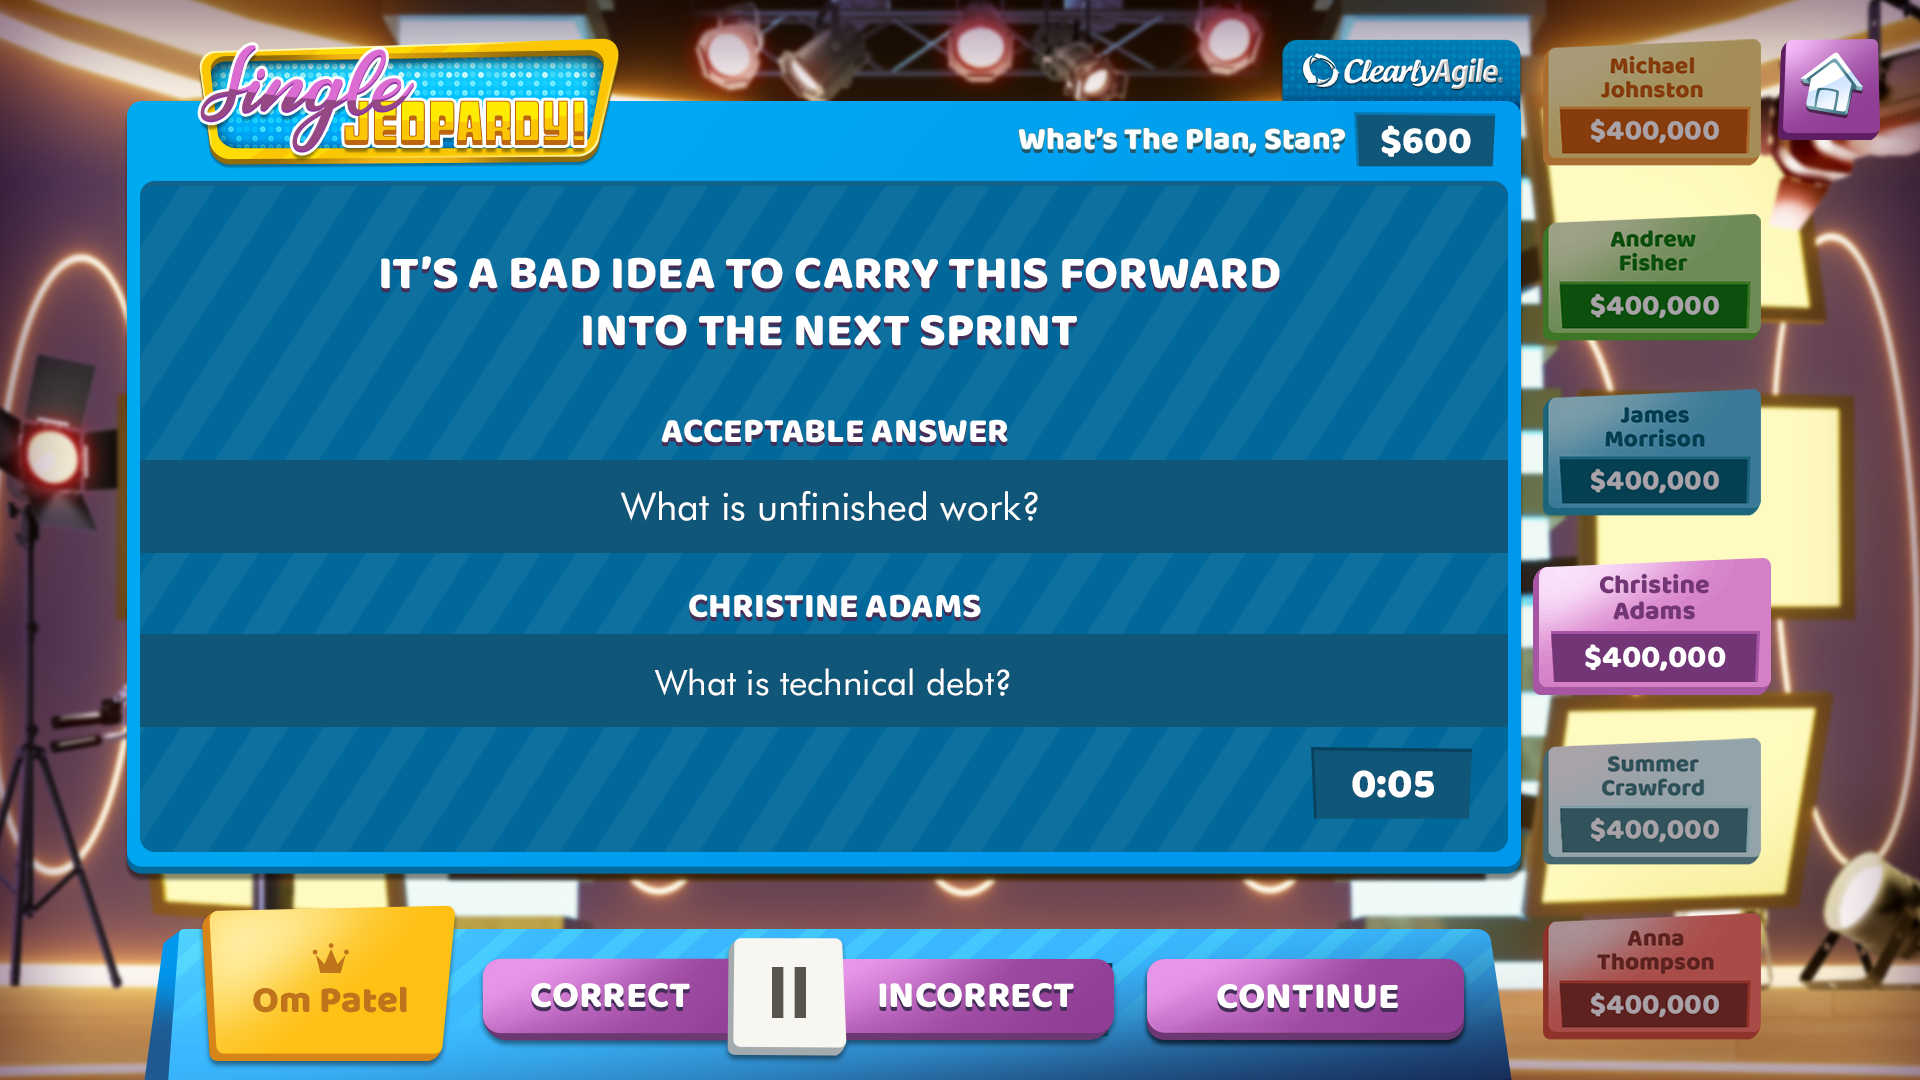 Jingle
JEOPARDY!
ClearlyAgile
What's The Plan, Stan? $600
IT'S A BAD IDEA TO CARRY THIS FORWARD
INTO THE NEXT SPRINT
ACCEPTABLE ANSWER
What is unfinished work?
CHRISTINE ADAMS
What is technical debt?
0:05
Om Patel
CORRECT
INCORRECT
CONTINUE
Michael
Johnston
$400,000
Andrew
Fisher
$400,000
James
Morrison
$400,000
Christine
Adams
$400,000
Summer
Crawford
$400,000
Anna
Thompson
$400,000